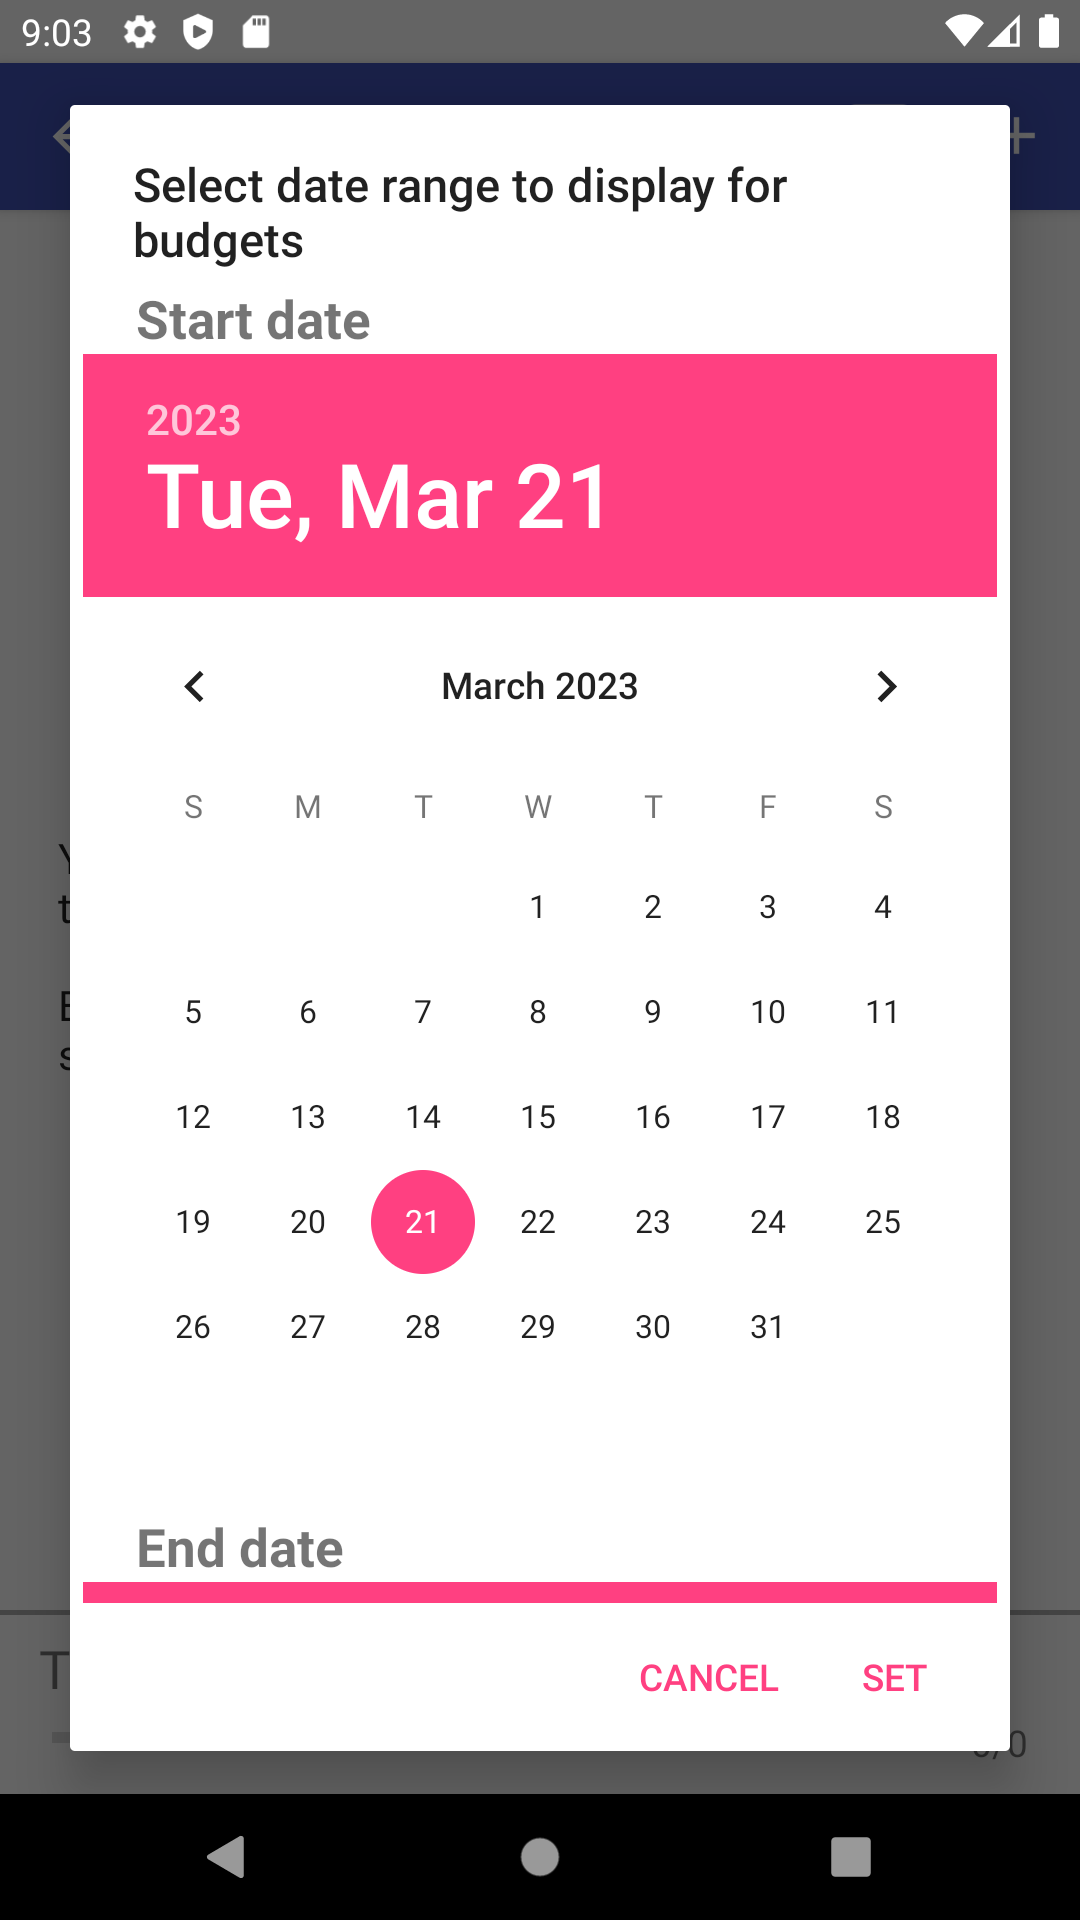 9:03
Select date range to display for
budgets
Start date
2023
Tue, Mar 21
March 2023
S M T W T F S
1 2 3 4
5 6 7 8 9 10 11
12 13 14 15 16 17 18
19 20 21 22 23 24 25
26 27 28 29 30 31
End date
CANCEL SET